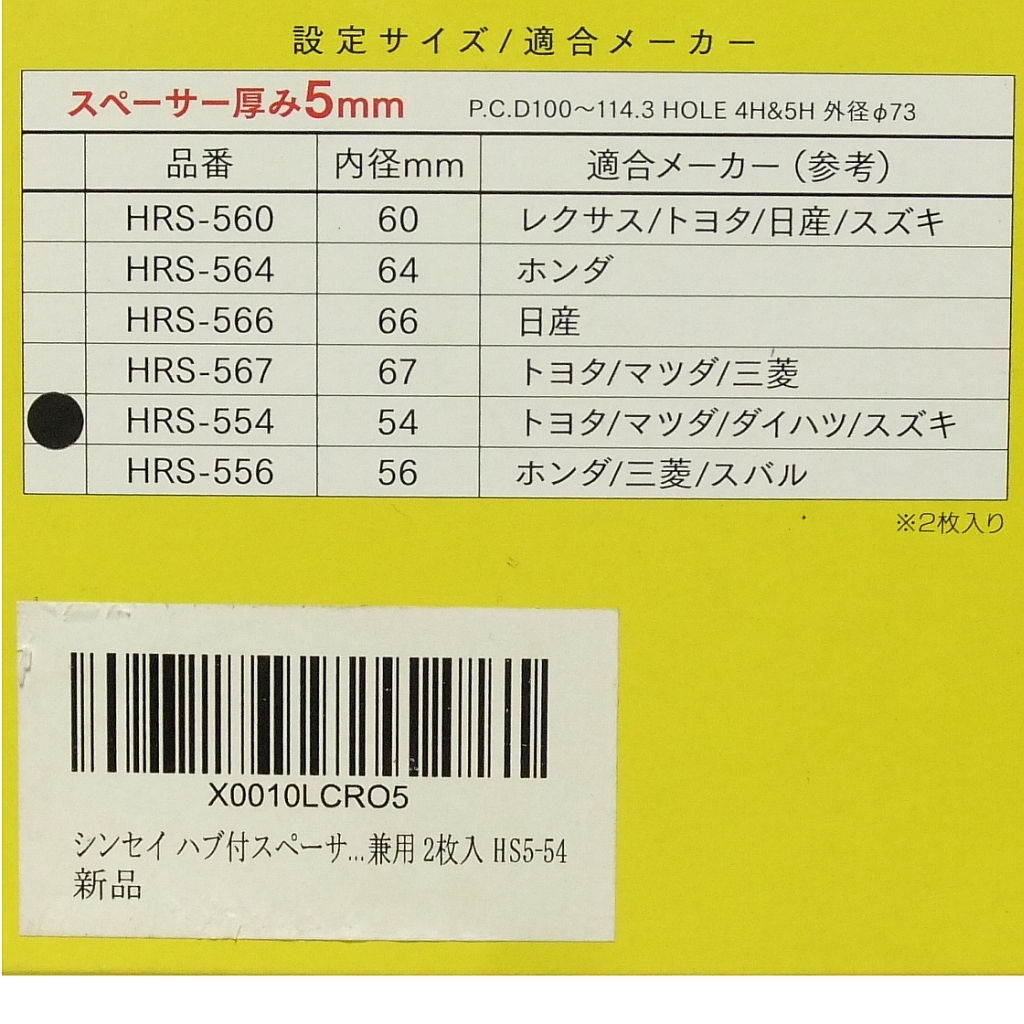 設定サイズ/適合メーカー
スペーサー厚み5mm P.C.D100～114.3 HOLE 4H&5H 外径φ73
品番 内径mm 適合メーカー(参考)
HRS-560 60 レクサス/トヨタ/日産/スズキ
HRS-564 64 ホンダ
HRS-566 66 日産
HRS-567 67 トヨタ/マツダ/三菱
HRS-554 54 トヨタ/マツダ/ダイハツ/スズキ
HRS-556 56 ホンダ/三菱/スバル
※2枚入り
X0010LCRO5
シンセイ ハブ付スペーサ...兼用 2枚入 HS5-54
新品